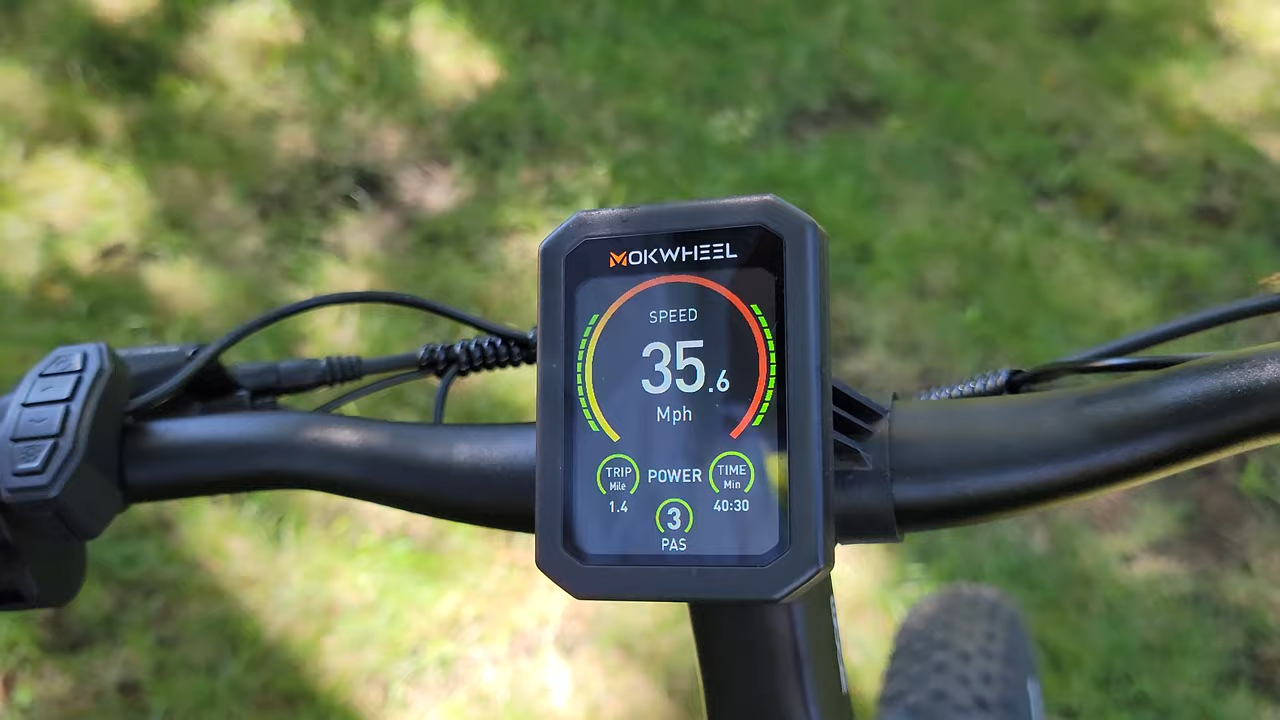 MOKWHEEL
SPEED
35.6
Mph
TRIP
Mile
1.4
POWER
TIME
Min
40:30
3
PAS